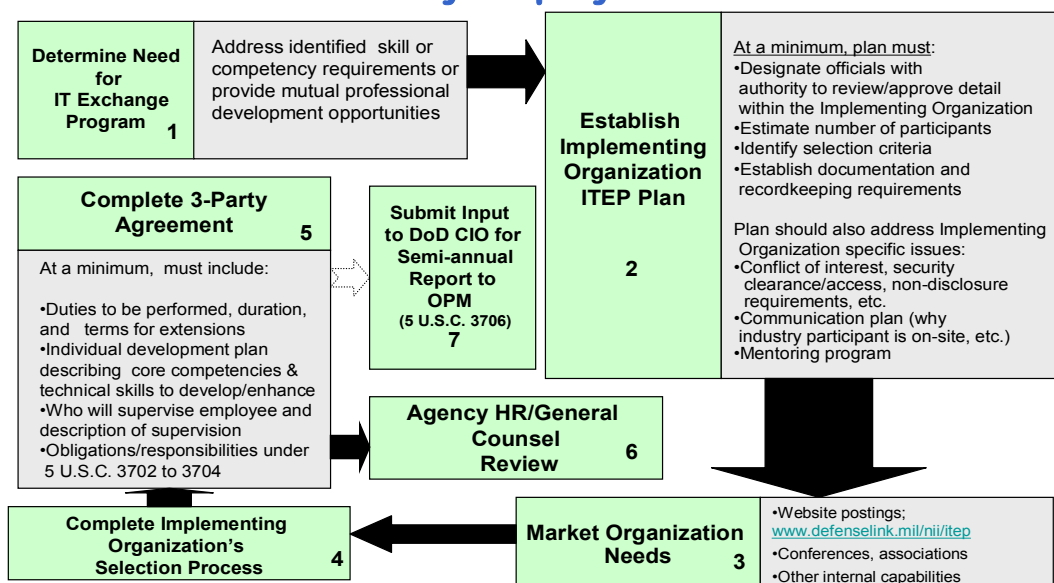 Determine Need
for
IT Exchange
Program 1
Address identified skill or
competency requirements or
provide mutual professional
development opportunities
Establish
Implementing
Organization
ITEP Plan
2
At a minimum, plan must:
•Designate officials with
authority to review/approve detail
within the Implementing Organization
•Estimate number of participants
•Identify selection criteria
•Establish documentation and
recordkeeping requirements
Plan should also address Implementing
Organization specific issues:
•Conflict of interest, security
clearance/access, non-disclosure
requirements, etc.
•Communication plan (why
industry participant is on-site, etc.)
•Mentoring program
Market Organization
Needs 3
•Website postings;
www.defenselink.mil/nii/itep
•Conferences, associations
•Other internal capabilities
Complete Implementing
Organization's
Selection Process 4
Complete 3-Party
Agreement 5
At a minimum, must include:
•Duties to be performed, duration,
and terms for extensions
•Individual development plan
describing core competencies &
technical skills to develop/enhance
•Who will supervise employee and
description of supervision
•Obligations/responsibilities under
5 U.S.C. 3702 to 3704
Agency HR/General
Counsel
Review 6
Submit Input
to DoD CIO for
Semi-annual
Report to
OPM
(5 U.S.C. 3706)
7